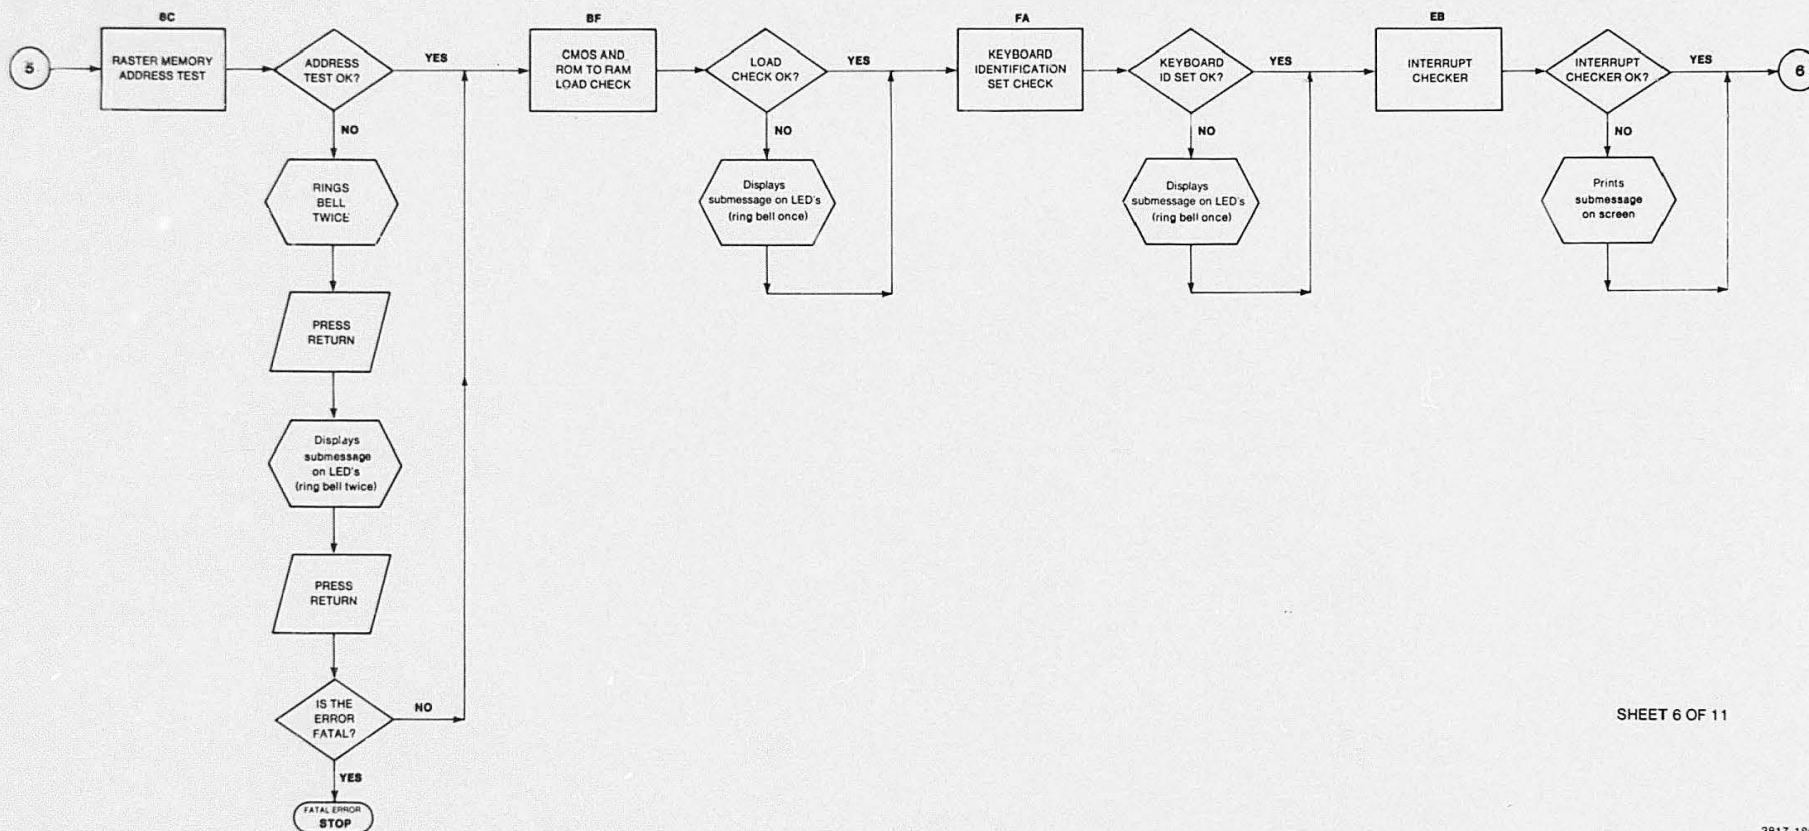 5
BC
RASTER MEMORY
ADDRESS TEST
ADDRESS
TEST OK?
YES
NO
RINGS
BELL
TWICE
PRESS
RETURN
Displays
submessage
on LED's
(ring bell twice)
PRESS
RETURN
IS THE
ERROR
FATAL?
NO
YES
FATAL ERROR
STOP
BF
CMOS AND
ROM TO RAM
LOAD CHECK
LOAD
CHECK OK?
YES
NO
Displays
submessage on LED's
(ring bell once)
FA
KEYBOARD
IDENTIFICATION
SET CHECK
KEYBOARD
ID SET OK?
YES
NO
Displays
submessage on LED's
(ring bell once)
EB
INTERRUPT
CHECKER
INTERRUPT
CHECKER OK?
YES
NO
Prints
submessage
on screen
6
SHEET 6 OF 11